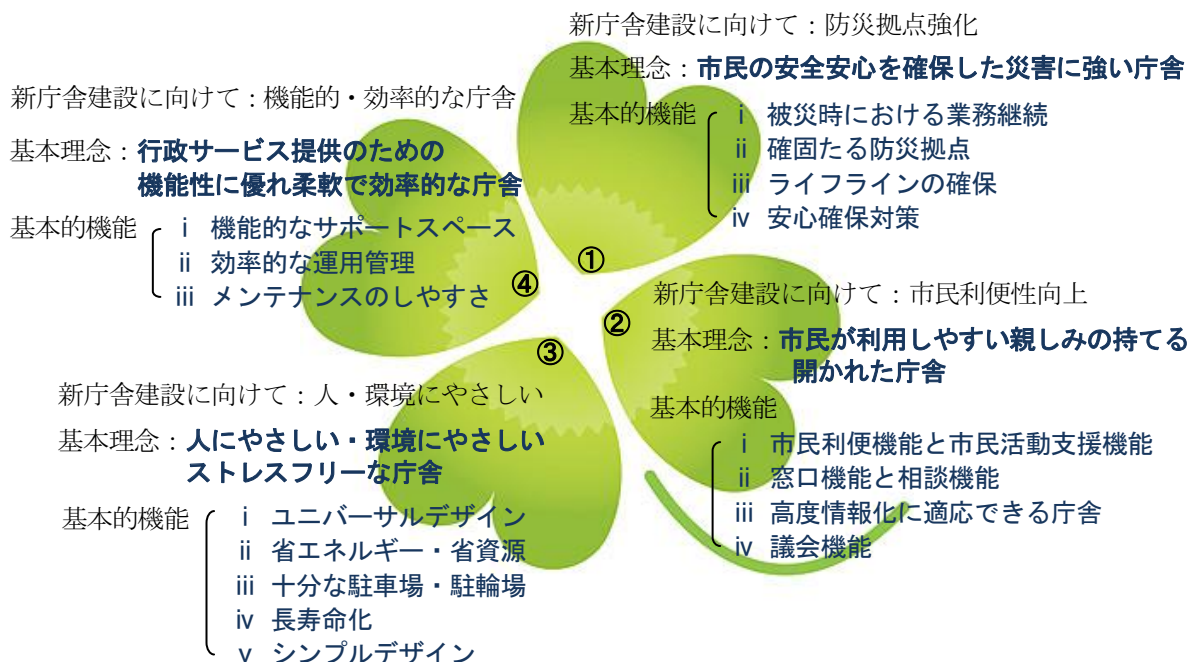 新庁舎建設に向けて：防災拠点強化
基本理念：市民の安全安心を確保した災害に強い庁舎
基本的機能
ⅰ 被災時における業務継続
ⅱ 確固たる防災拠点
ⅲ ライフラインの確保
ⅳ 安心確保対策
①
新庁舎建設に向けて：市民利便性向上
②
基本理念：市民が利用しやすい親しみの持てる
開かれた庁舎
基本的機能
ⅰ 市民利便機能と市民活動支援機能
ⅱ 窓口機能と相談機能
ⅲ 高度情報化に適応できる庁舎
ⅳ 議会機能
③
新庁舎建設に向けて：人・環境にやさしい
基本理念：人にやさしい・環境にやさしい
ストレスフリーな庁舎
基本的機能
ⅰ ユニバーサルデザイン
ⅱ 省エネルギー・省資源
ⅲ 十分な駐車場・駐輪場
ⅳ 長寿命化
ⅴ シンプルデザイン
新庁舎建設に向けて：機能的・効率的な庁舎
基本理念：行政サービス提供のための
機能性に優れ柔軟で効率的な庁舎
基本的機能
ⅰ 機能的なサポートスペース
ⅱ 効率的な運用管理
ⅲ メンテナンスのしやすさ
④